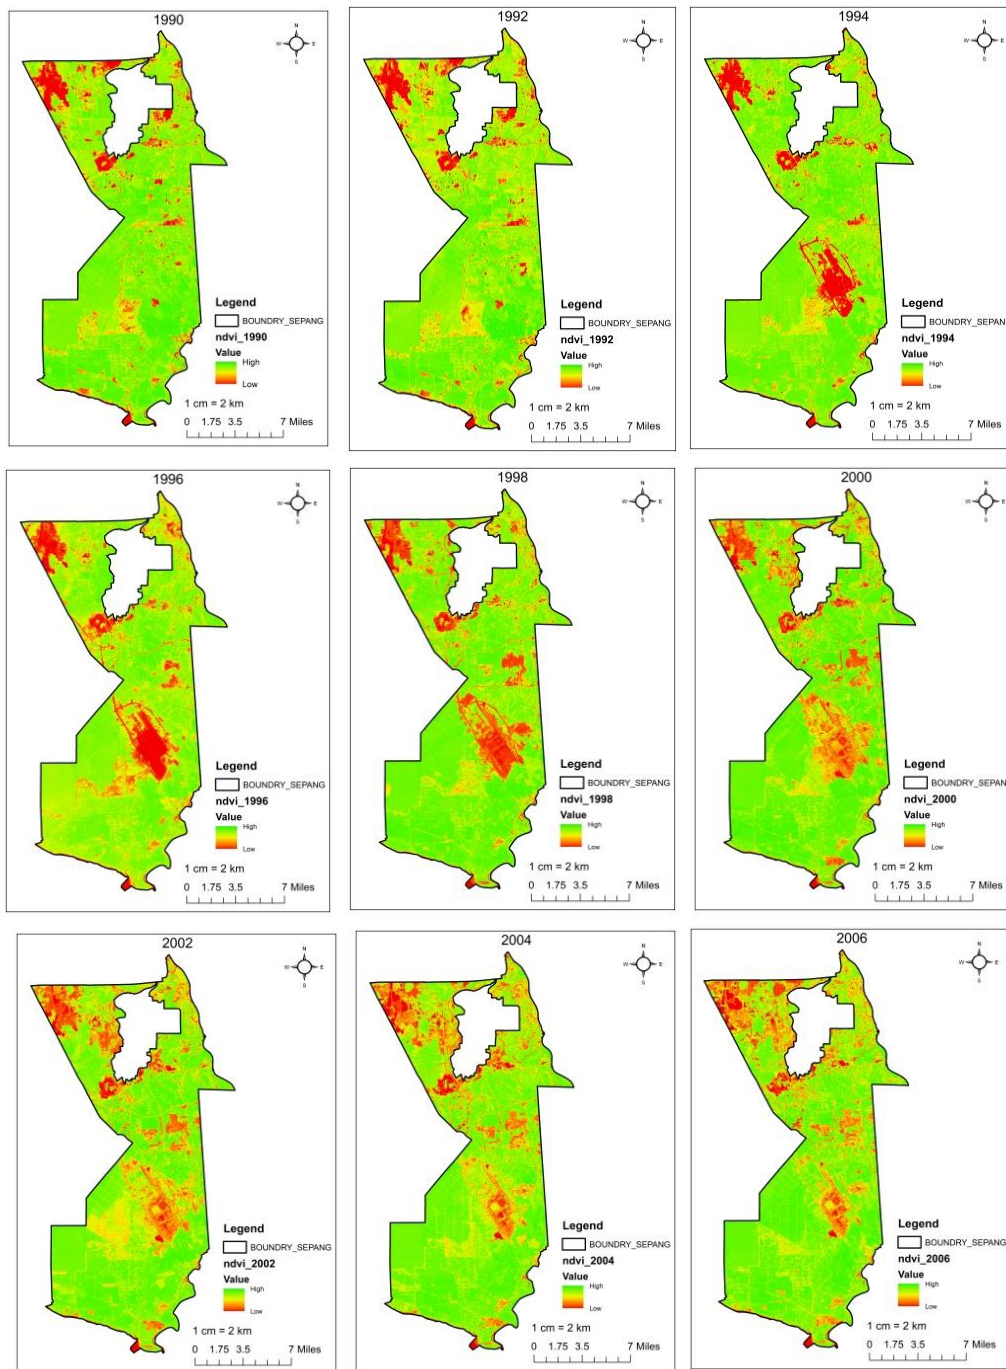 1990
N
W E
S
Legend
BOUNDRY_SEPANG
ndvi_1990
Value
High
Low
1 cm = 2 km
0 1.75 3.5 7 Miles
1992
N
W E
S
Legend
BOUNDRY_SEPANG
ndvi_1992
Value
High
Low
1 cm = 2 km
0 1.75 3.5 7 Miles
1994
N
W E
S
Legend
BOUNDRY_SEPAN
ndvi_1994
Value
High
Low
1 cm = 2 km
0 1.75 3.5 7 Miles
1996
N
W E
S
Legend
BOUNDRY_SEPANG
ndvi_1996
Value
High
Low
1 cm = 2 km
0 1.75 3.5 7 Miles
1998
N
W E
S
Legend
BOUNDRY_SEPANG
ndvi_1998
Value
High
Low
1 cm = 2 km
0 1.75 3.5 7 Miles
2000
N
W E
S
Legend
BOUNDRY_SEPANG
ndvi_2000
Value
High
Low
1 cm = 2 km
0 1.75 3.5 7 Miles
2002
N
W E
S
Legend
BOUNDRY_SEPANG
ndvi_2002
Value
High
Low
1 cm = 2 km
0 1.75 3.5 7 Miles
2004
N
W E
S
Legend
BOUNDRY_SEPANG
ndvi_2004
Value
High
Low
1 cm = 2 km
0 1.75 3.5 7 Miles
2006
N
W E
S
Legend
BOUNDRY_SEPANG
ndvi_2006
Value
High
Low
1 cm = 2 km
0 1.75 3.5 7 Miles